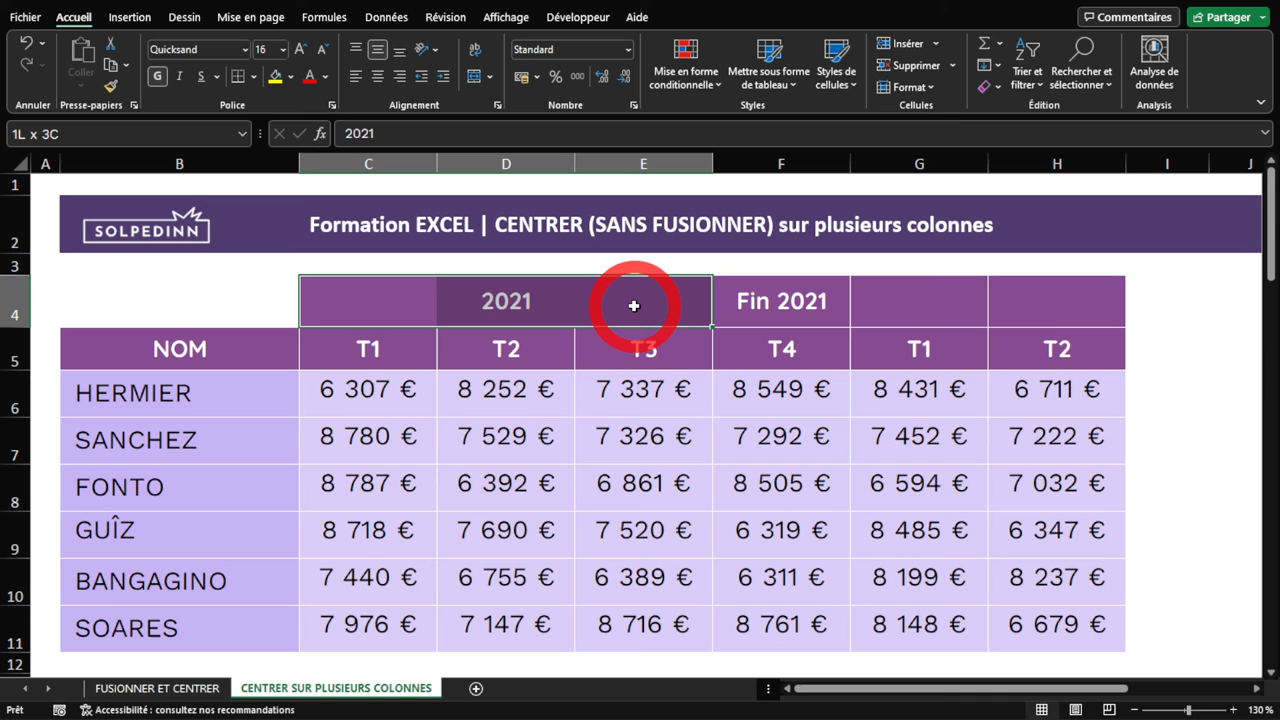 Fichier Accueil Insertion Dessin Mise en page Formules Données Révision Affichage Développeur Aide Commentaires Partager
Coller
Quicksand 16
G I S A
Standard
% 000
Mise en forme conditionnelle
Mettre sous forme de tableau
Styles de cellules
Insérer
Supprimer
Format
Trier et filtrer
Rechercher et sélectionner
Analyse de données
Annuler Presse-papiers Police Alignement Nombre Styles Cellules Édition Analysis
1L x 3C fx 2021
A B C D E F G H I J
1
2 SOLPEDINN Formation EXCEL | CENTRER (SANS FUSIONNER) sur plusieurs colonnes
3
4 2021 Fin 2021
5 NOM T1 T2 T3 T4 T1 T2
6 HERMIER 6 307 € 8 252 € 7 337 € 8 549 € 8 431 € 6 711 €
7 SANCHEZ 8 780 € 7 529 € 7 326 € 7 292 € 7 452 € 7 222 €
8 FONTO 8 787 € 6 392 € 6 861 € 8 505 € 6 594 € 7 032 €
9 GUÎZ 8 718 € 7 690 € 7 520 € 6 319 € 8 485 € 6 347 €
10 BANGAGINO 7 440 € 6 755 € 6 389 € 6 311 € 8 199 € 8 237 €
11 SOARES 7 976 € 7 147 € 8 716 € 8 761 € 8 148 € 6 679 €
12
FUSIONNER ET CENTRER CENTRER SUR PLUSIEURS COLONNES
Prêt Accessibilité : consultez nos recommandations 130 %